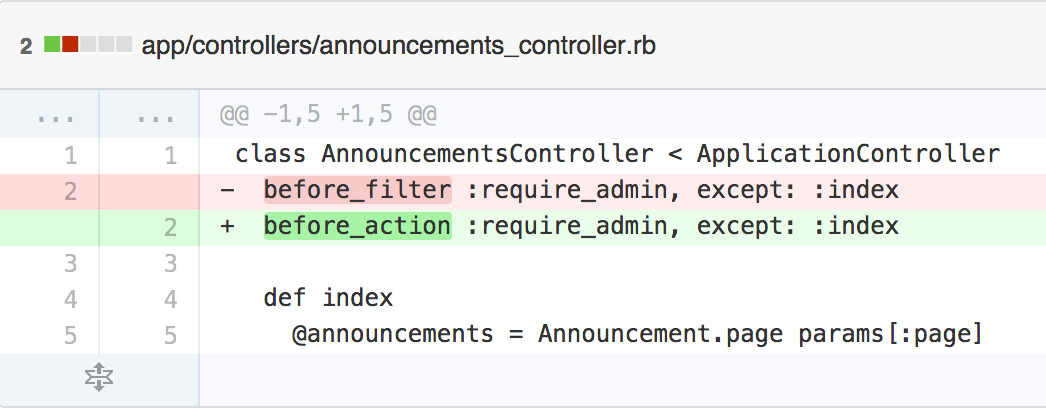 2 app/controllers/announcements_controller.rb
... ... @@ -1,5 +1,5 @@
1 1 class AnnouncementsController < ApplicationController
2 - before_filter :require_admin, except: :index
2 + before_action :require_admin, except: :index
3 3
4 4 def index
5 5 @announcements = Announcement.page params[:page]